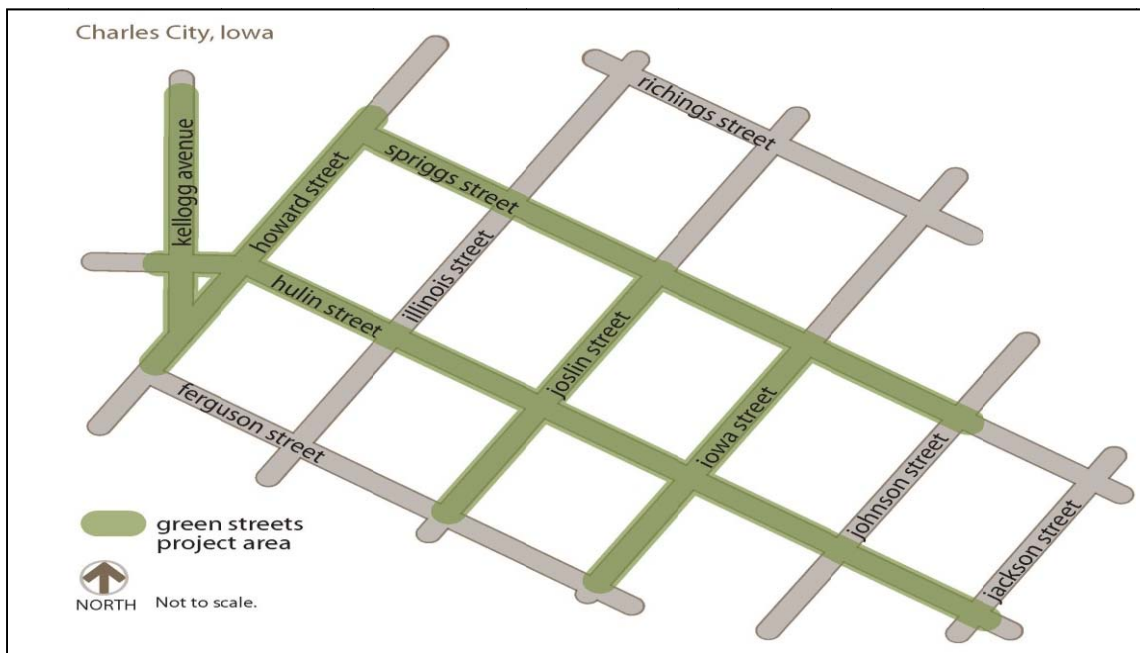 Charles City, Iowa
richings street
kellogg avenue
howard street
spriggs street
illinois street
hulin street
joslin street
ferguson street
iowa street
johnson street
jackson street
green streets
project area
NORTH Not to scale.